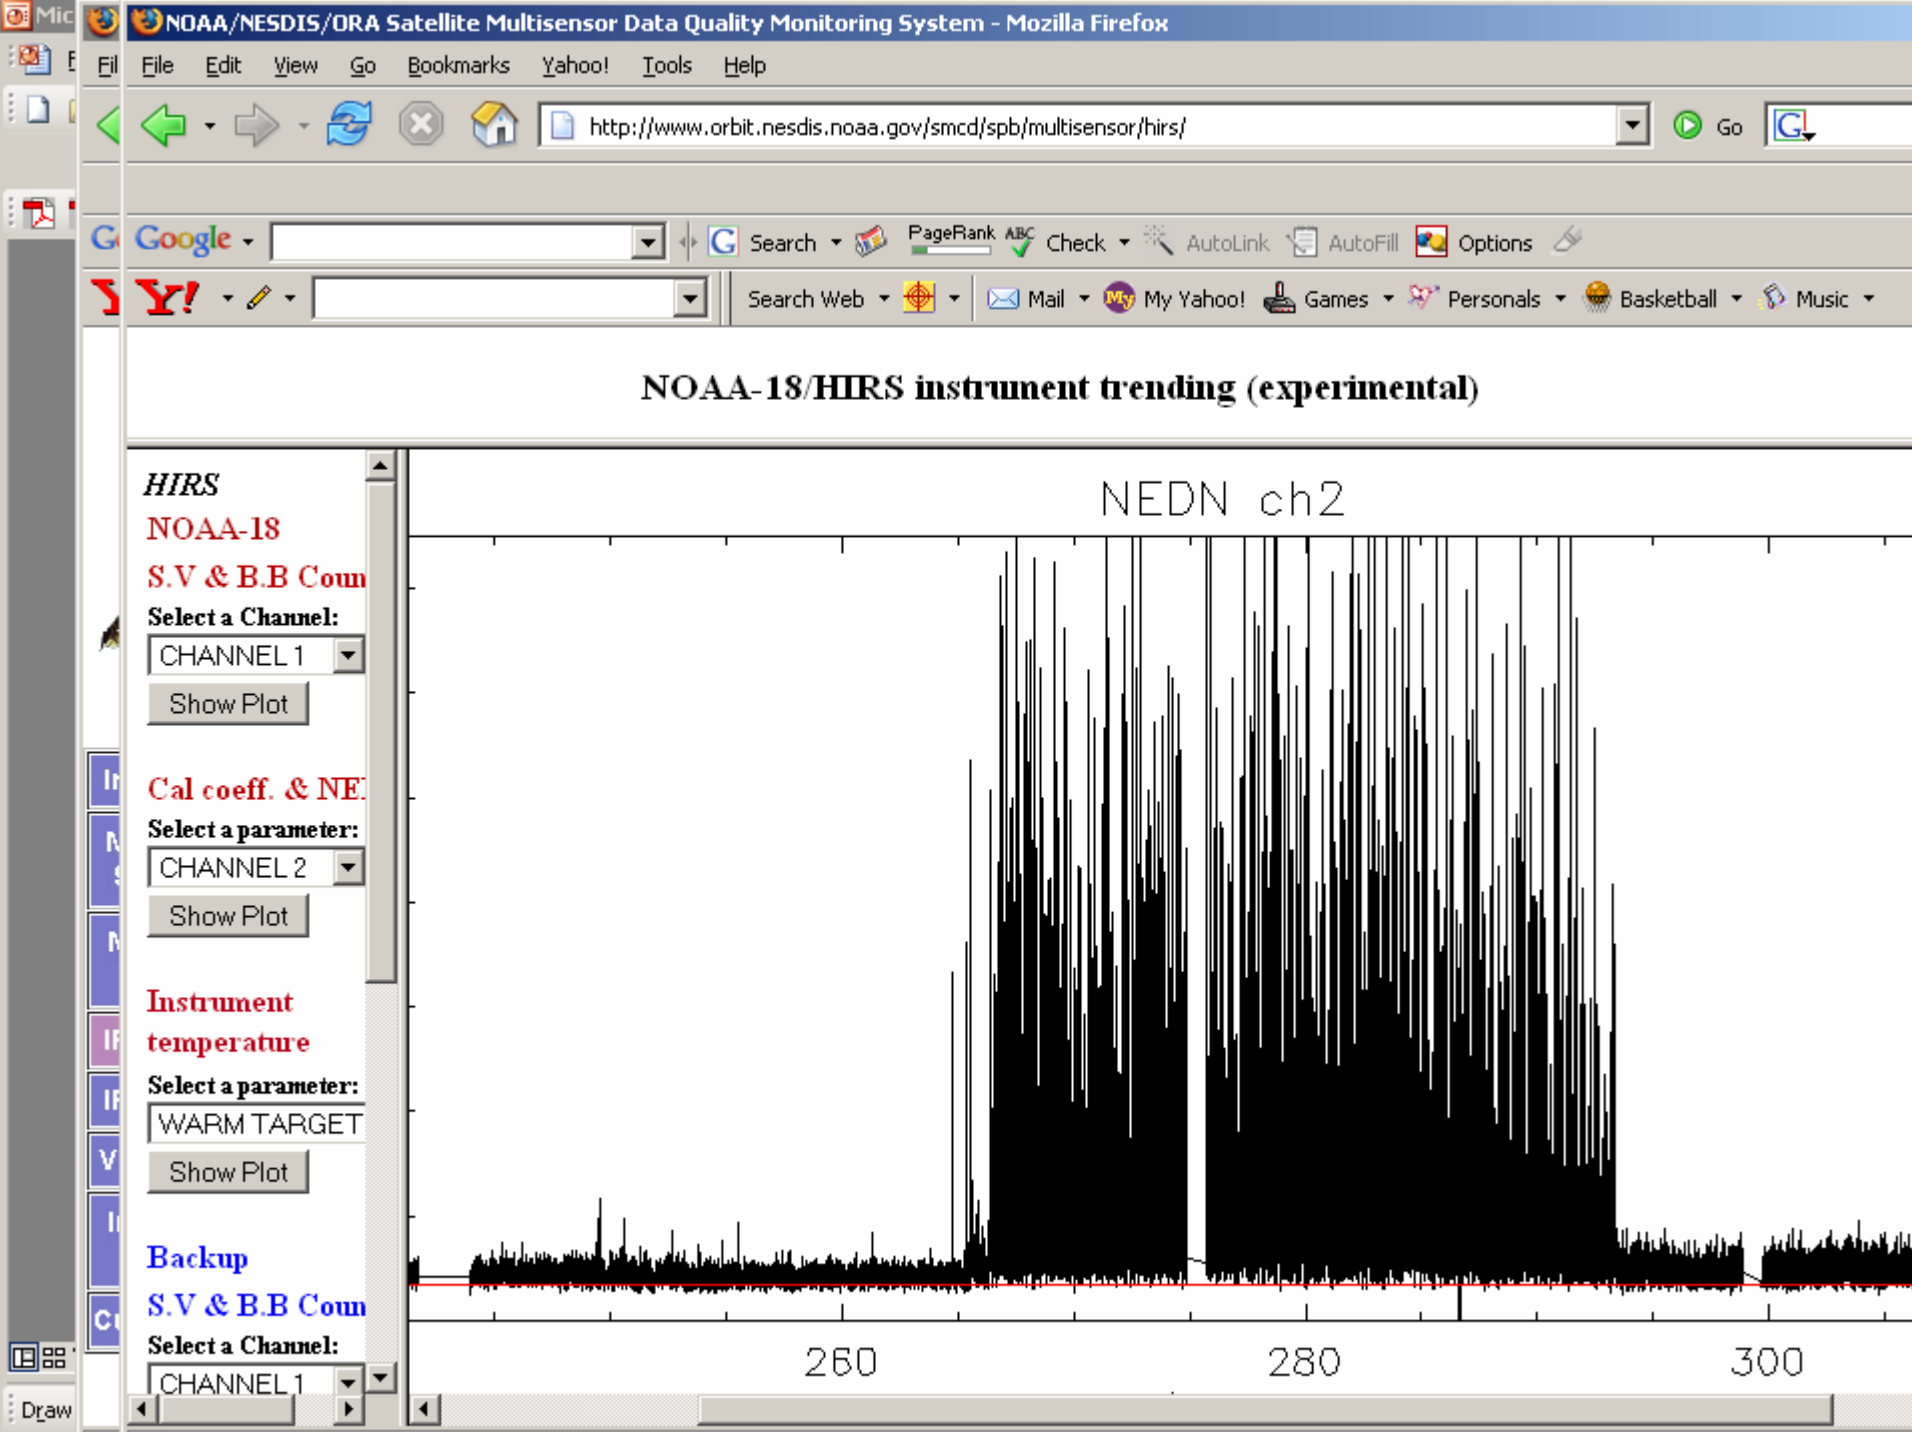 Mic
NOAA/NESDIS/ORA Satellite Multisensor Data Quality Monitoring System - Mozilla Firefox
Fil
File Edit View Go Bookmarks Yahoo! Tools Help
http://www.orbit.nesdis.noaa.gov/smcd/spb/multisensor/hirs/ Go G
Google Search PageRank ABC Check AutoLink AutoFill Options
Y! Search Web Mail My My Yahoo! Games Personals Basketball Music
NOAA-18/HIRS instrument trending (experimental)
HIRS
NOAA-18
S.V & B.B Coun
Select a Channel:
CHANNEL 1
Show Plot
Cal coeff. & NE
Select a parameter:
CHANNEL 2
Show Plot
Instrument
temperature
Select a parameter:
WARM TARGET
Show Plot
Backup
S.V & B.B Coun
Select a Channel:
CHANNEL 1
NEDN ch2
260 280 300
Draw